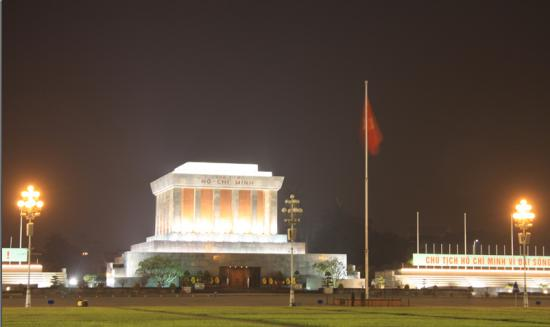 HỒ-CHÍ-MINH
CHỦ TỊCH HỒ CHÍ MINH VĨ ĐẠI SỐNG